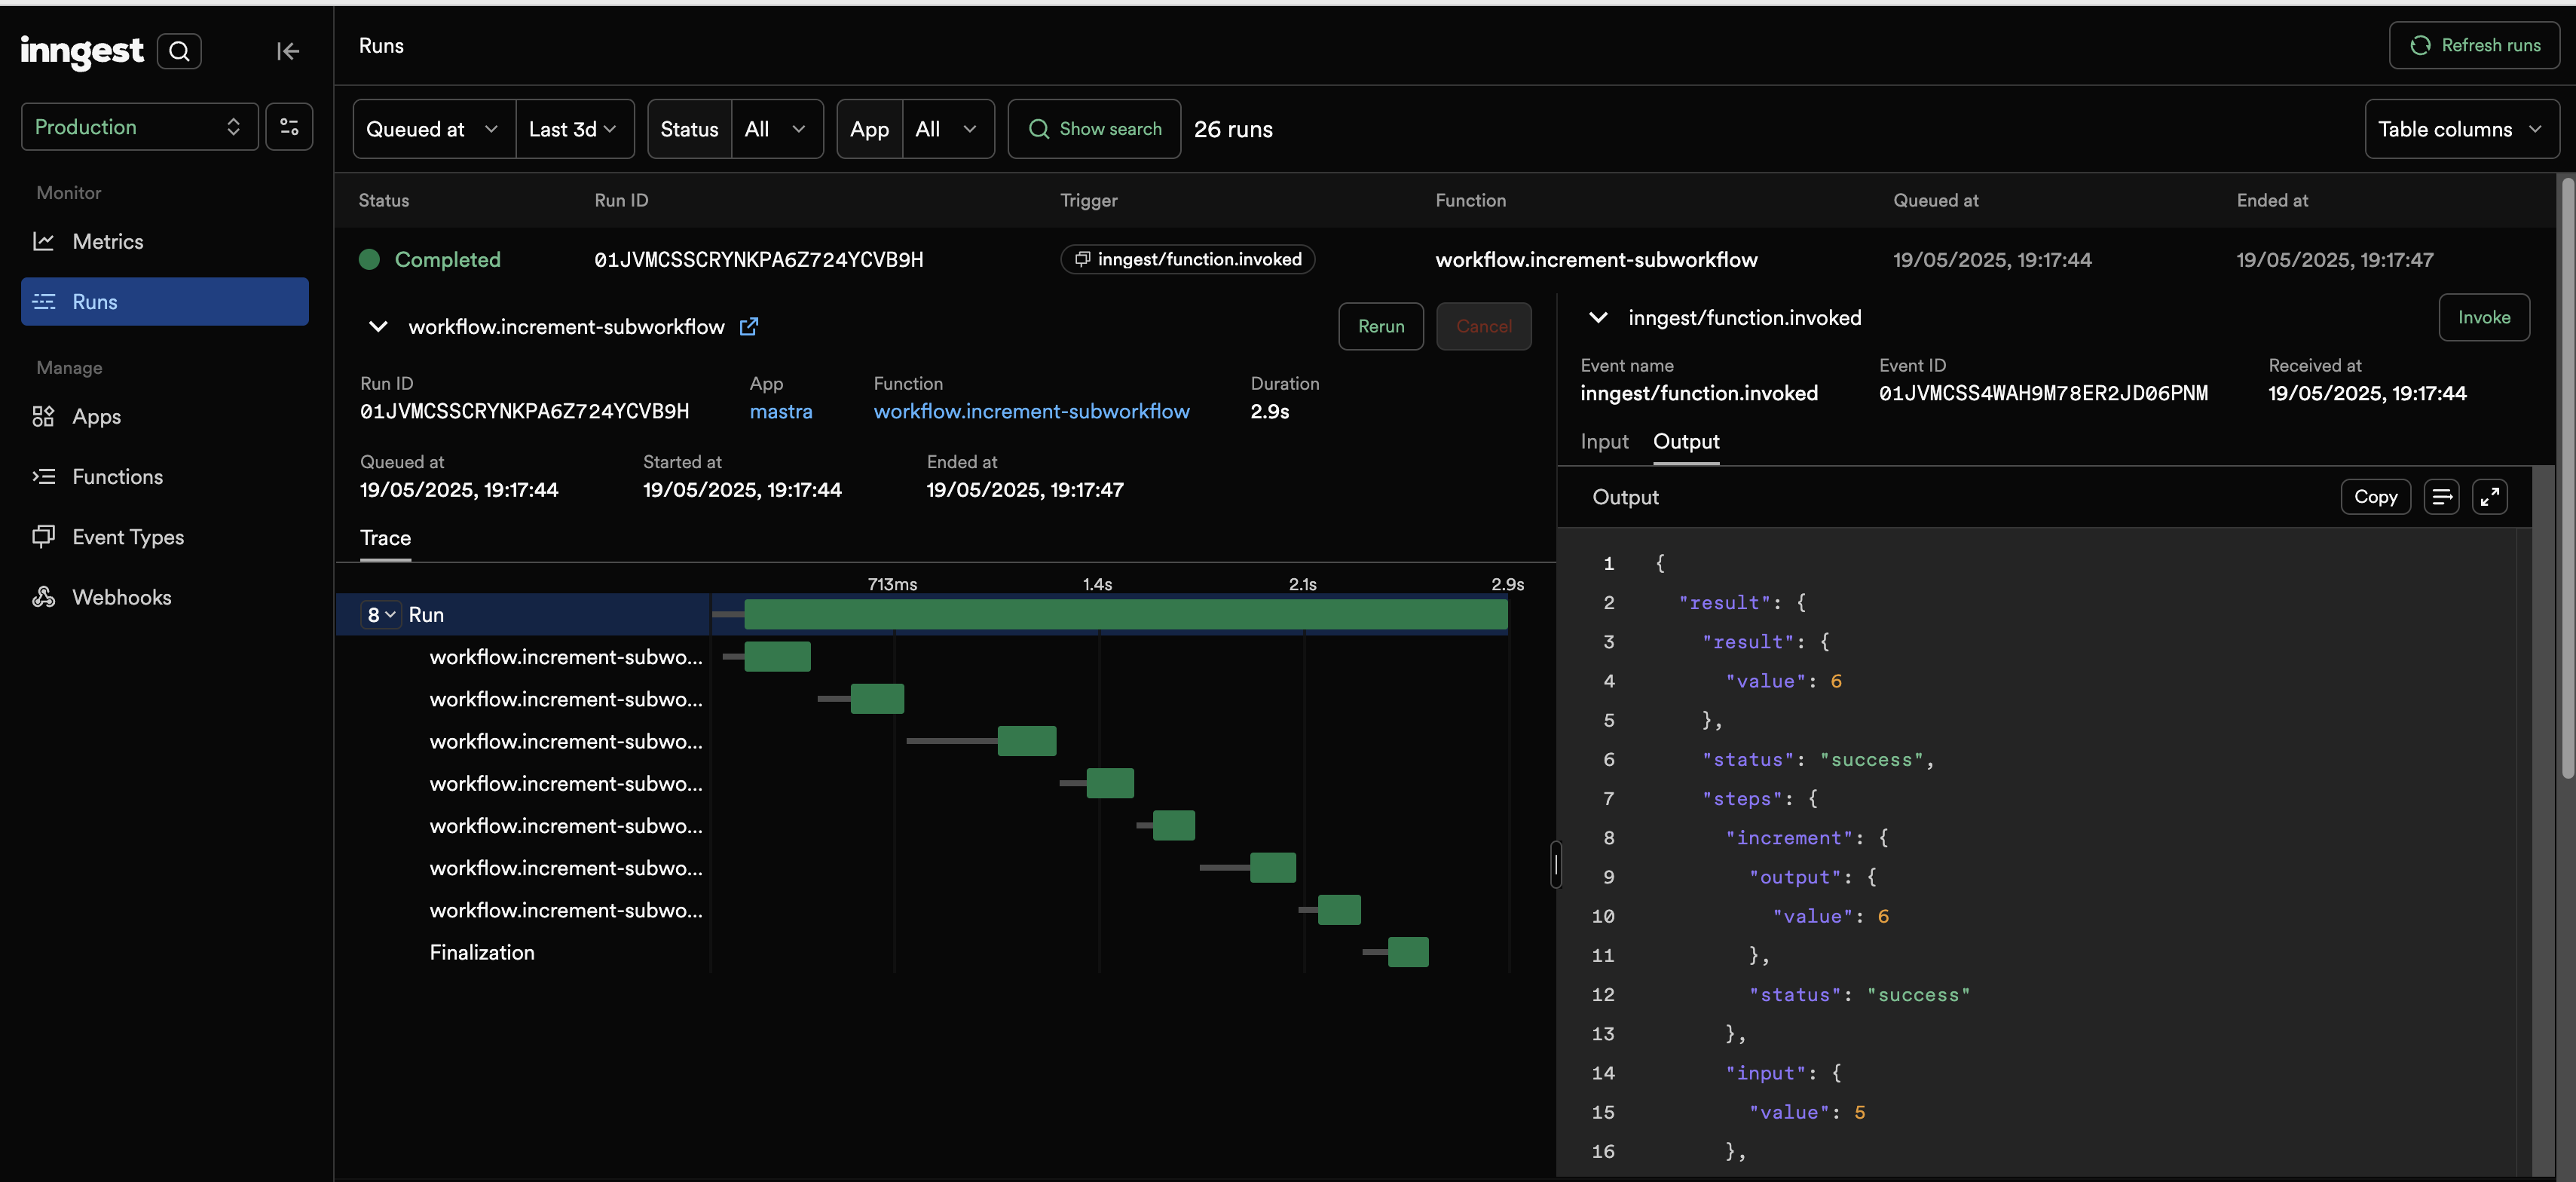 inngest
Production
Monitor
Metrics
Runs
Manage
Apps
Functions
Event Types
Webhooks
Runs
Refresh runs
Queued at
Last 3d
Status
All
App
All
Show search
26 runs
Table columns
Status Run ID Trigger Function Queued at Ended at
Completed 01JVMCSSCRYNKPA6Z724YCVB9H inngest/function.invoked workflow.increment-subworkflow 19/05/2025, 19:17:44 19/05/2025, 19:17:47
workflow.increment-subworkflow
Rerun
Cancel
Run ID App Function Duration
01JVMCSSCRYNKPA6Z724YCVB9H mastra workflow.increment-subworkflow 2.9s
Queued at Started at Ended at
19/05/2025, 19:17:44 19/05/2025, 19:17:44 19/05/2025, 19:17:47
Trace
713ms 1.4s 2.1s 2.9s
8 Run
workflow.increment-subwo...
workflow.increment-subwo...
workflow.increment-subwo...
workflow.increment-subwo...
workflow.increment-subwo...
workflow.increment-subwo...
workflow.increment-subwo...
Finalization
inngest/function.invoked
Invoke
Event name Event ID Received at
inngest/function.invoked 01JVMCSS4WAH9M78ER2JD06PNM 19/05/2025, 19:17:44
Input Output
Output
Copy
1 {
2 "result": {
3 "result": {
4 "value": 6
5 },
6 "status": "success",
7 "steps": {
8 "increment": {
9 "output": {
10 "value": 6
11 },
12 "status": "success"
13 },
14 "input": {
15 "value": 5
16 },